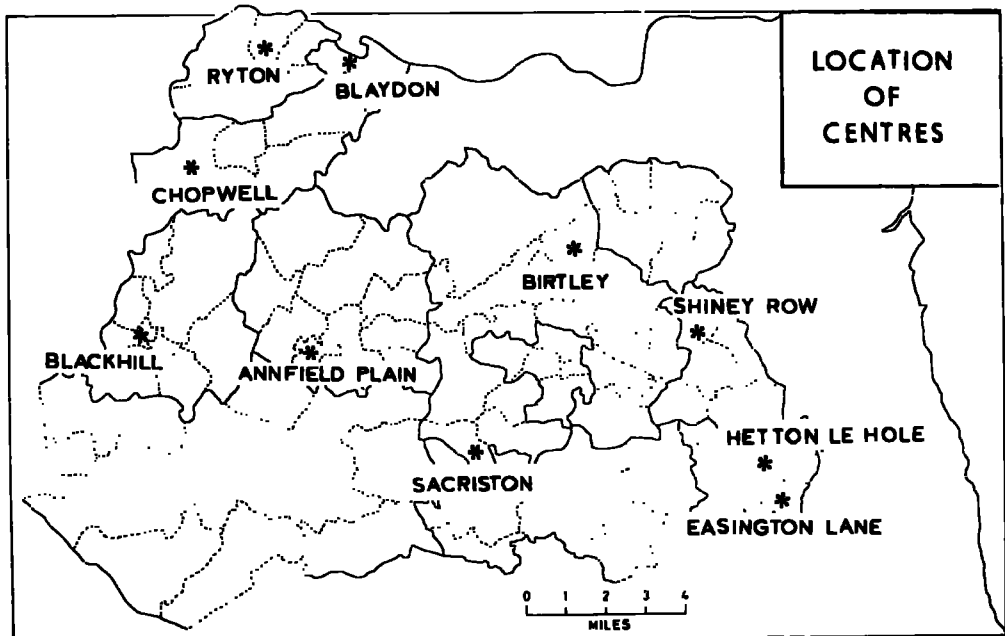 LOCATION
OF
CENTRES
RYTON
BLAYDON
CHOPWELL
BIRTLEY
SHINEY ROW
BLACKHILL
ANNFIELD PLAIN
HETTON LE HOLE
SACRISTON
EASINGTON LANE
0 1 2 3 4
MILES